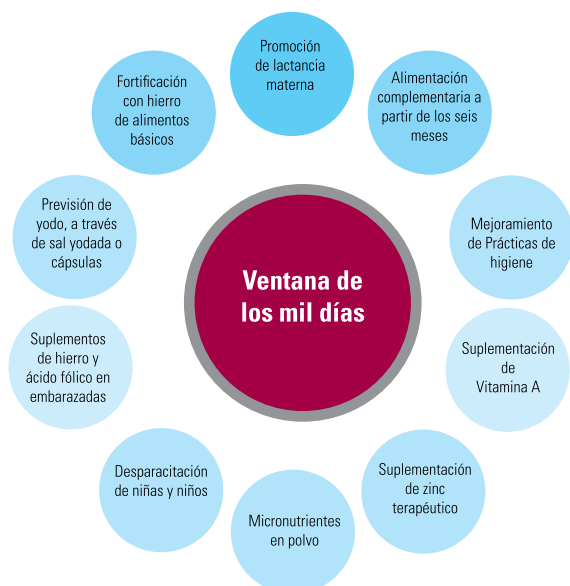 Promoción
de lactancia
materna
Alimentación
complementaria a
partir de los seis
meses
Mejoramiento
de Prácticas de
higiene
Suplementación
de
Vitamina A
Suplementación
de zinc
terapéutico
Micronutrientes
en polvo
Desparacitación
de niñas y niños
Suplementos
de hierro y
ácido fólico en
embarazadas
Previsión de
yodo, a través
de sal yodada o
cápsulas
Fortificación
con hierro
de alimentos
básicos
Ventana de
los mil días